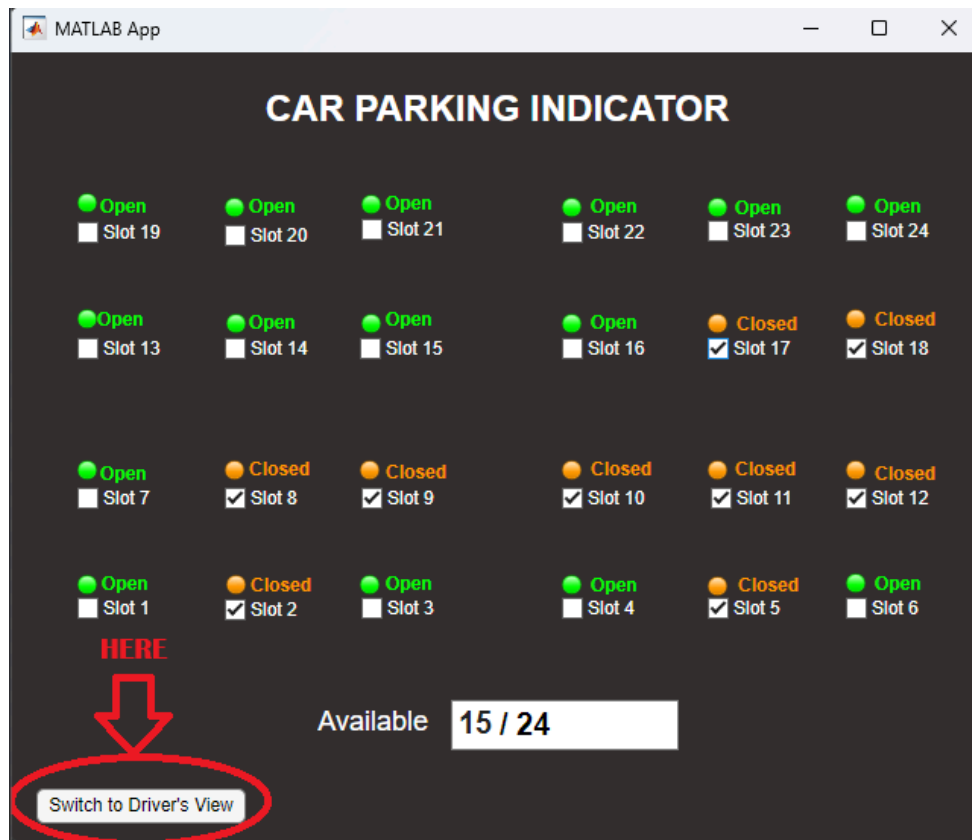 MATLAB App
CAR PARKING INDICATOR
Open Open Open Open Open Open
Slot 19 Slot 20 Slot 21 Slot 22 Slot 23 Slot 24
Open Open Open Open Closed Closed
Slot 13 Slot 14 Slot 15 Slot 16 Slot 17 Slot 18
Open Closed Closed Closed Closed Closed
Slot 7 Slot 8 Slot 9 Slot 10 Slot 11 Slot 12
Open Closed Open Open Closed Open
Slot 1 Slot 2 Slot 3 Slot 4 Slot 5 Slot 6
HERE
Available 15 / 24
Switch to Driver's View